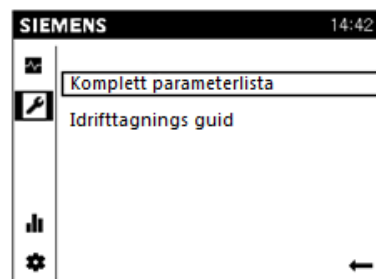 SIEMENS 14:42
Komplett parameterlista
Idrifttagnings guid